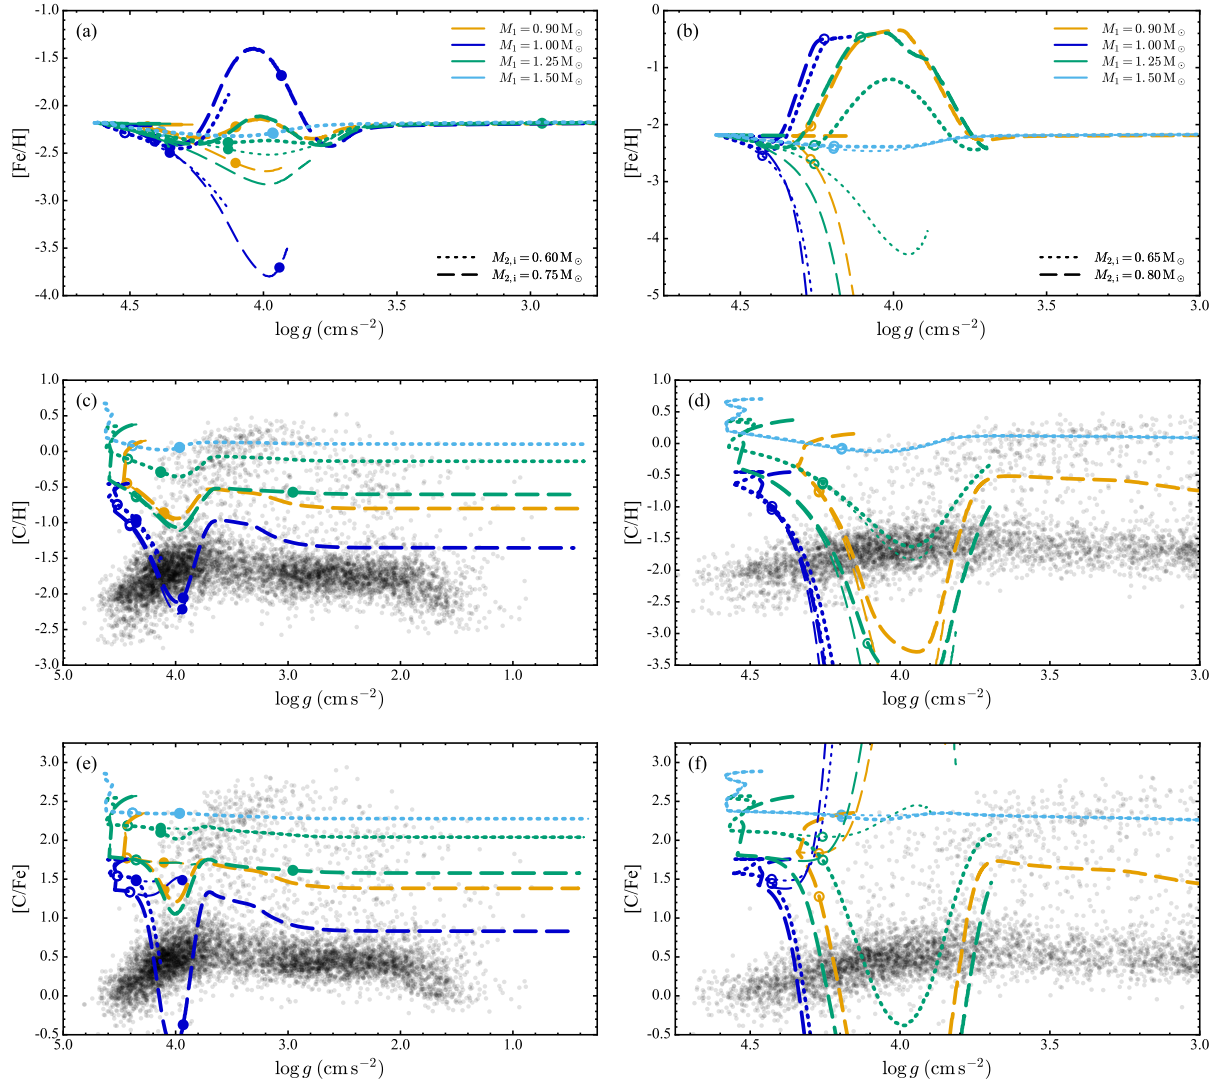 (a)
M₁ = 0.90 M☉
M₁ = 1.00 M☉
M₁ = 1.25 M☉
M₁ = 1.50 M☉
M₂,ᵢ = 0.60 M☉
M₂,ᵢ = 0.75 M☉
[Fe/H]
-1.0
-1.5
-2.0
-2.5
-3.0
-3.5
-4.0
4.5 4.0 3.5 3.0
log g (cm s⁻²)
(b)
M₁ = 0.90 M☉
M₁ = 1.00 M☉
M₁ = 1.25 M☉
M₁ = 1.50 M☉
M₂,ᵢ = 0.65 M☉
M₂,ᵢ = 0.80 M☉
[Fe/H]
0
-1
-2
-3
-4
-5
4.5 4.0 3.5 3.0
log g (cm s⁻²)
(c)
[C/H]
1.0
0.5
0.0
-0.5
-1.0
-1.5
-2.0
-2.5
-3.0
5.0 4.0 3.0 2.0 1.0
log g (cm s⁻²)
(d)
[C/H]
1.0
0.5
0.0
-0.5
-1.0
-1.5
-2.0
-2.5
-3.0
-3.5
4.5 4.0 3.5 3.0
log g (cm s⁻²)
(e)
[C/Fe]
3.0
2.5
2.0
1.5
1.0
0.5
0.0
-0.5
5.0 4.0 3.0 2.0 1.0
log g (cm s⁻²)
(f)
[C/Fe]
3.0
2.5
2.0
1.5
1.0
0.5
0.0
-0.5
4.5 4.0 3.5 3.0
log g (cm s⁻²)